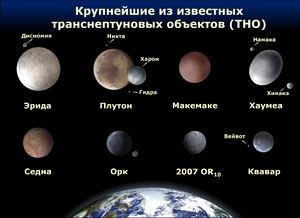 Крупнейшие из известных
транснептуновых объектов (ТНО)
Дисномия
Никта
Харон
Гидра
Намака
Хииака
Эрида
Плутон
Макемаке
Хаумеа
Вейвот
Седна
Орк
2007 OR10
Квавар